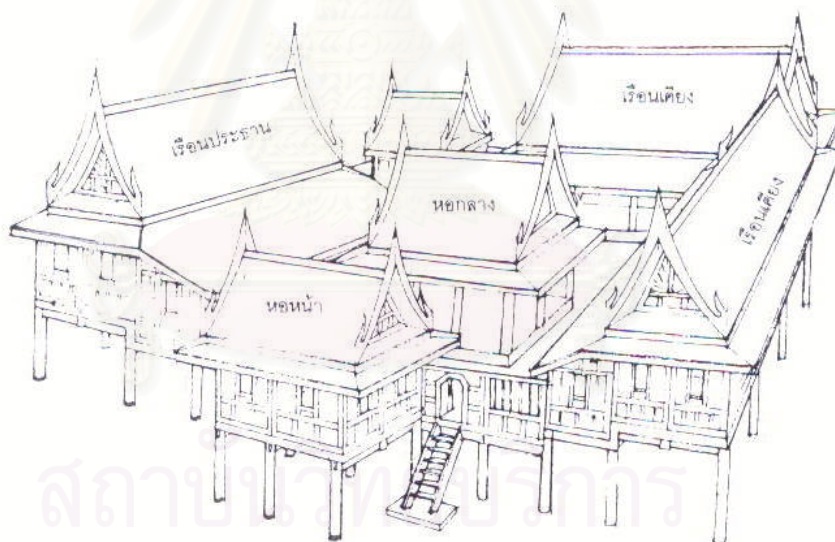 เรือนเคียง
เรือนประธาน
หอกลาง
เรือนเคียง
หอหน้า
สถาบันวิทยบริการ